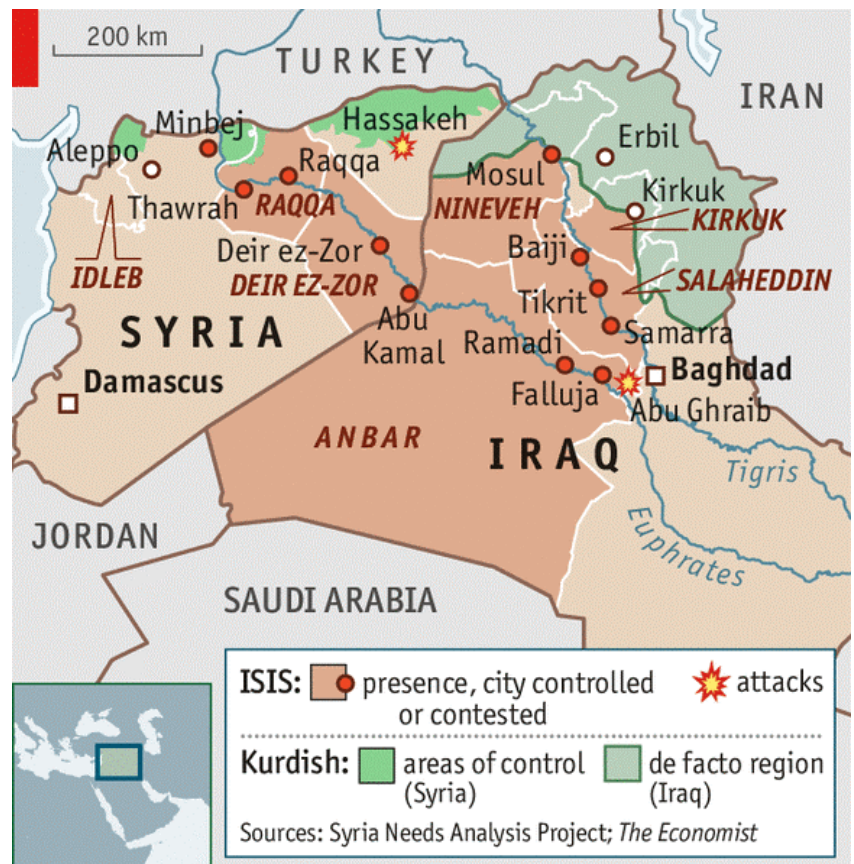 200 km
TURKEY
IRAN
Minbej
Hassakeh
Aleppo
Erbil
Raqqa
Mosul
Thawrah
RAQQA
NINEVEH
Kirkuk
KIRKUK
Deir ez-Zor
Baiji
IDLEB
DEIR EZ-ZOR
SALAHEDDIN
Tikrit
Abu
Kamal
SYRIA
Ramadi
Samarra
Damascus
Baghdad
Falluja
Abu Ghraib
ANBAR
IRAQ
Tigris
Euphrates
JORDAN
SAUDI ARABIA
ISIS: presence, city controlled
or contested
attacks
Kurdish: areas of control
(Syria)
de facto region
(Iraq)
Sources: Syria Needs Analysis Project; The Economist